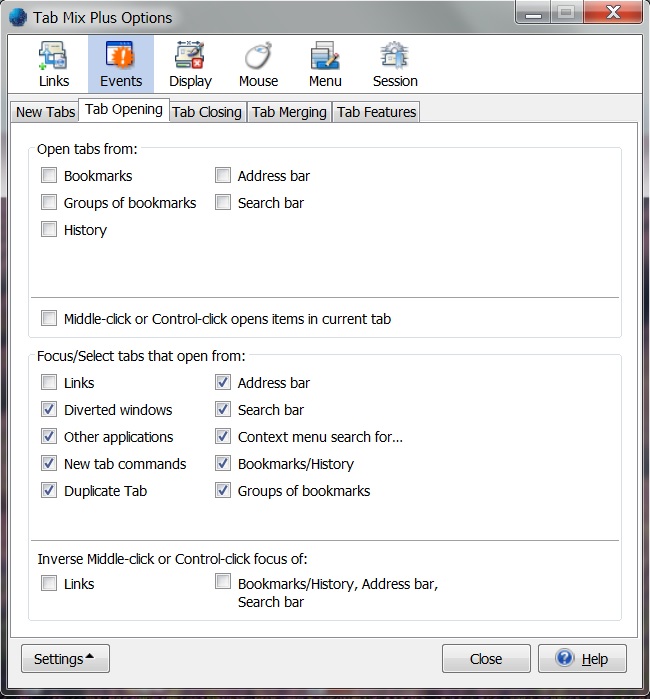 Tab Mix Plus Options
Links Events Display Mouse Menu Session
New Tabs Tab Opening Tab Closing Tab Merging Tab Features
Open tabs from:
Bookmarks Address bar
Groups of bookmarks Search bar
History
Middle-click or Control-click opens items in current tab
Focus/Select tabs that open from:
Links Address bar
Diverted windows Search bar
Other applications Context menu search for...
New tab commands Bookmarks/History
Duplicate Tab Groups of bookmarks
Inverse Middle-click or Control-click focus of:
Links Bookmarks/History, Address bar,
Search bar
Settings Close Help